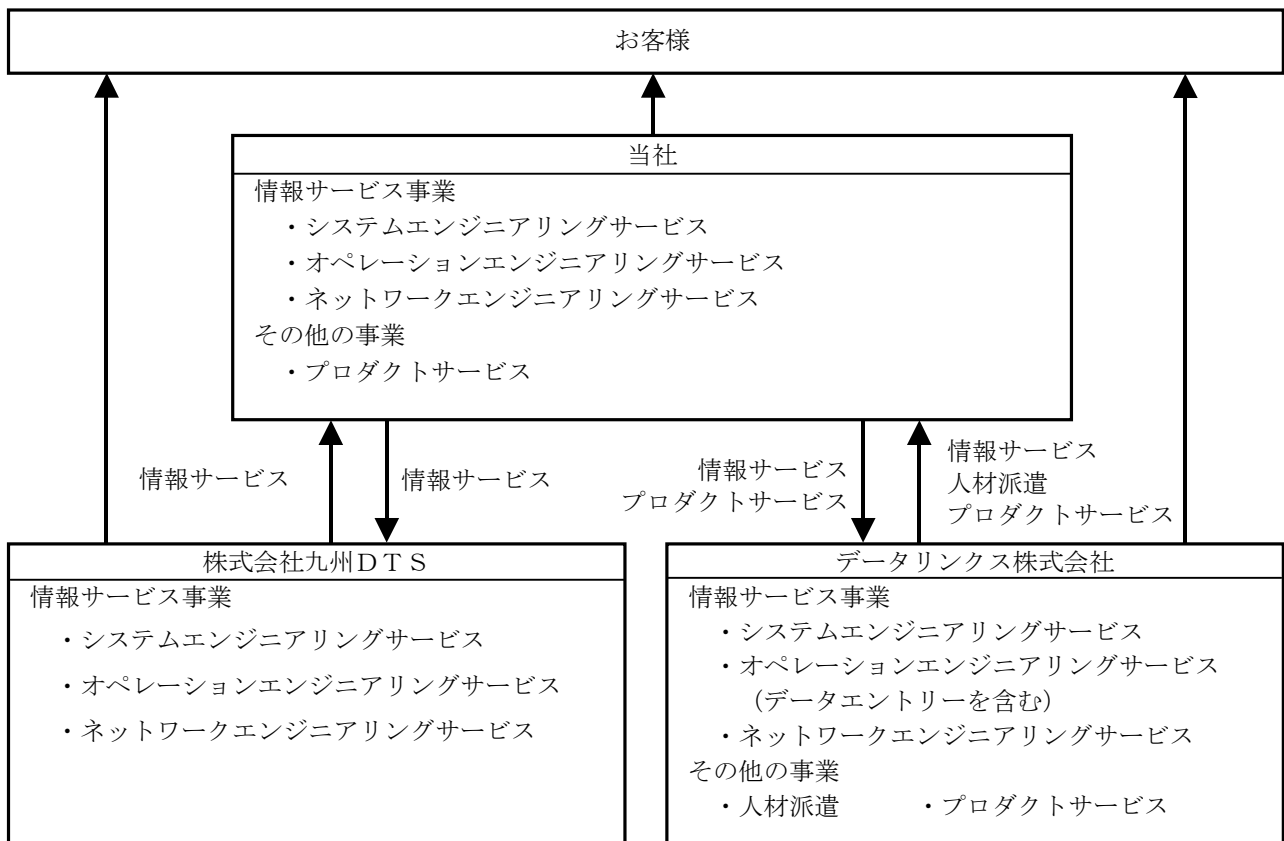 お客様
当社
情報サービス事業
・システムエンジニアリングサービス
・オペレーションエンジニアリングサービス
・ネットワークエンジニアリングサービス
その他の事業
・プロダクトサービス
情報サービス
情報サービス
情報サービス
プロダクトサービス
情報サービス
人材派遣
プロダクトサービス
株式会社九州ＤＴＳ
情報サービス事業
・システムエンジニアリングサービス
・オペレーションエンジニアリングサービス
・ネットワークエンジニアリングサービス
データリンクス株式会社
情報サービス事業
・システムエンジニアリングサービス
・オペレーションエンジニアリングサービス
（データエントリーを含む）
・ネットワークエンジニアリングサービス
その他の事業
・人材派遣　　　・プロダクトサービス